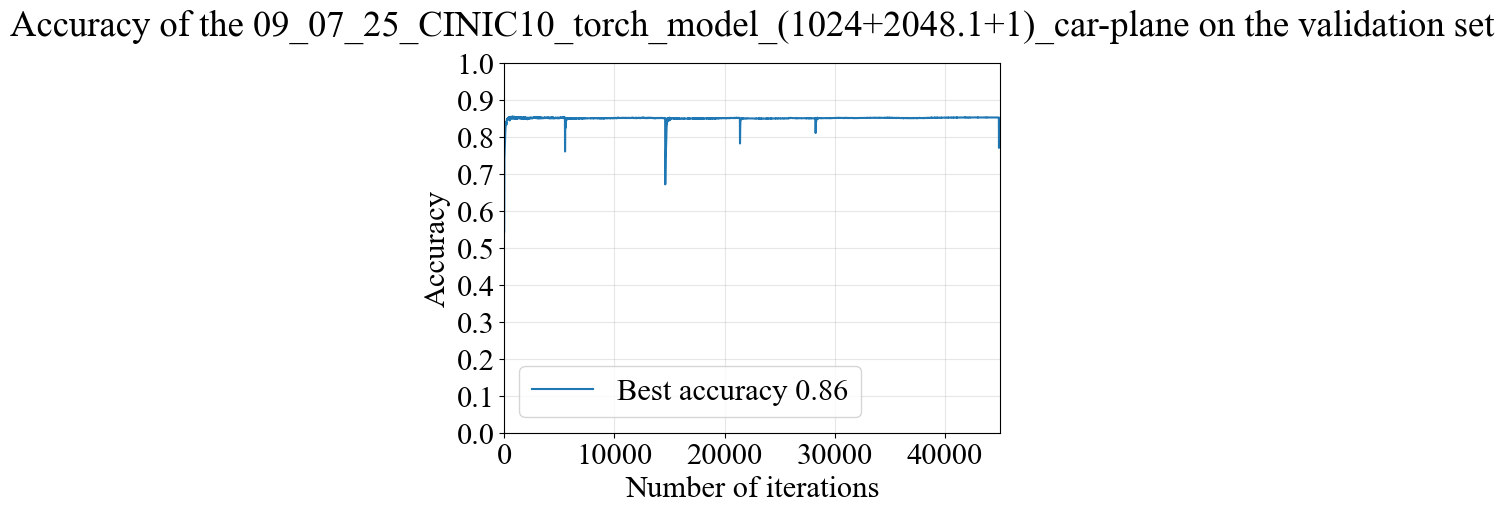 Accuracy of the 09_07_25_CINIC10_torch_model_(1024+2048.1+1)_car-plane on the validation set
1.0
0.9
0.8
0.7
0.6
0.5
0.4
0.3
0.2
0.1
0.0
Accuracy
Best accuracy 0.86
0 10000 20000 30000 40000
Number of iterations